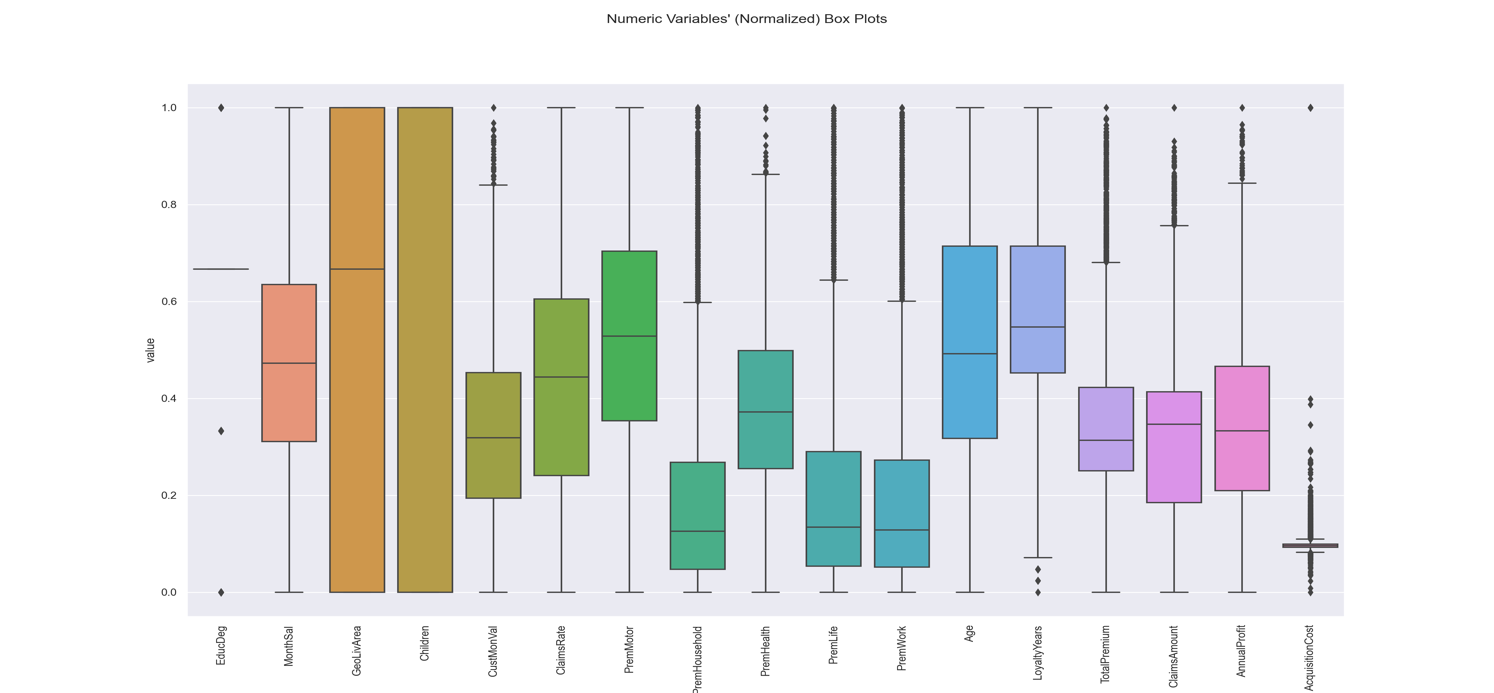 Numeric Variables' (Normalized) Box Plots
1.0
0.8
0.6
0.4
0.2
0.0
value
EducDeg
MonthSal
GeoLivArea
Children
CustMonVal
ClaimsRate
PremMotor
PremHousehold
PremHealth
PremLife
PremWork
Age
LoyaltyYears
TotalPremium
ClaimsAmount
AnnualProfit
AcquisitionCost